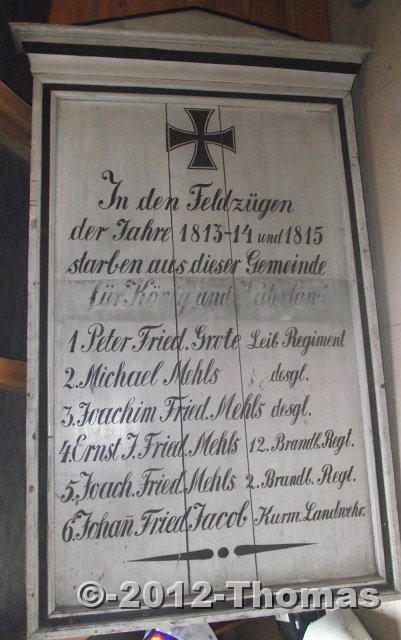 In den Feldzügen
der Jahre 1813-14 und 1815
starben aus dieser Gemeinde
für König und Vaterland
1 Peter Fried. Grote Leib Regiment
2. Michael Mehls desgl.
3. Joachim Fried. Mehls desgl.
4. Ernst J. Fried. Mehls 12. Brandb. Regt.
5. Joach. Fried. Mehls 2. Brandb. Regt.
6. Johan̄ Fried. Jacob Kurm. Landwehr.
©-2012-Thomas